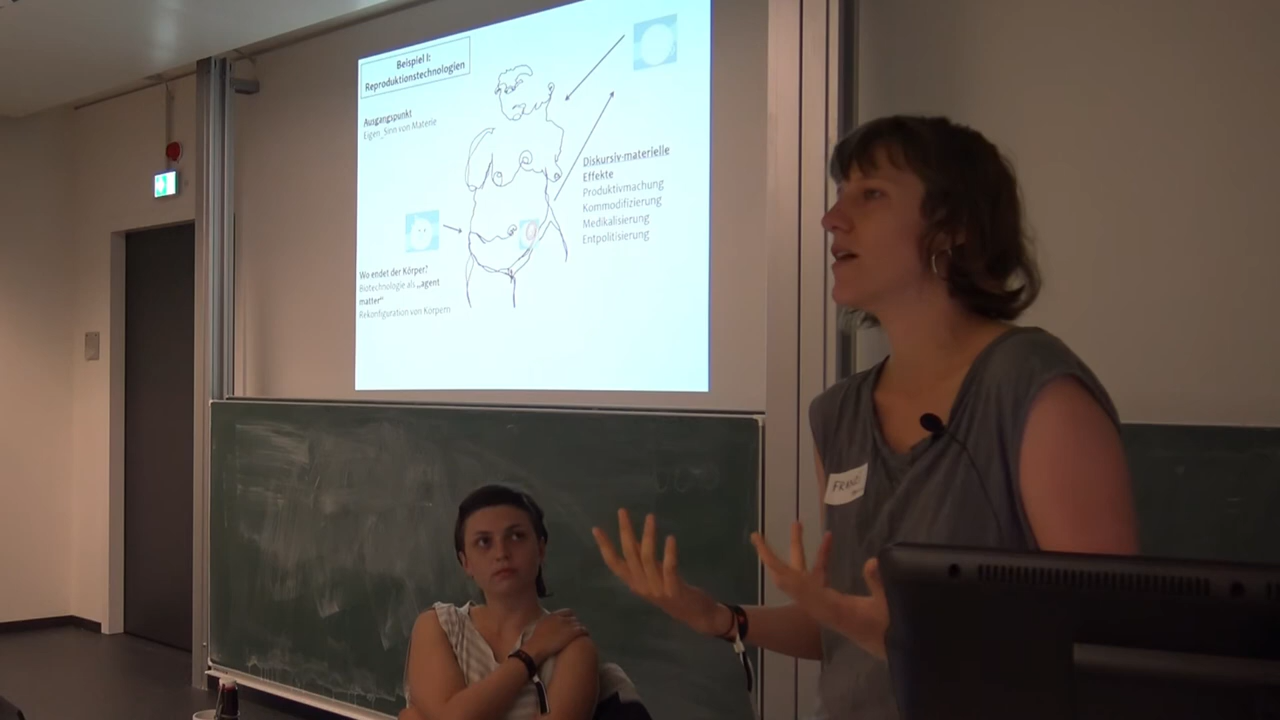 Beispiel I:
Reproduktionstechnologien
Ausgangspunkt
Eigen_Sinn von Materie
Diskursiv-materielle
Effekte
Produktivmachung
Kommodifizierung
Medikalisierung
Entpolitisierung
Wo endet der Körper?
Biotechnologie als „agent
matter"
Rekonfiguration von Körpern